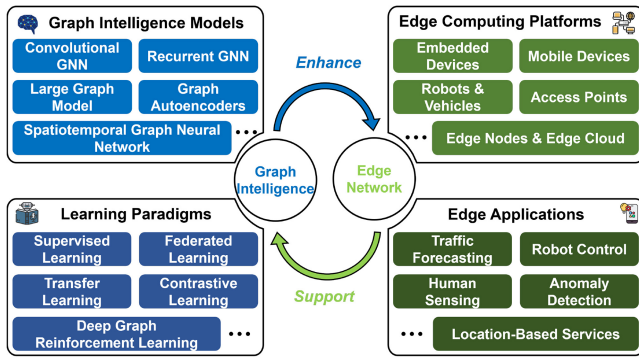 Graph Intelligence Models
Convolutional
GNN
Recurrent GNN
Large Graph
Model
Graph
Autoencoders
Spatiotemporal Graph Neural
Network
•••
Enhance
Edge Computing Platforms
Embedded
Devices
Mobile Devices
Robots &
Vehicles
Access Points
•••
Edge Nodes & Edge Cloud
Graph
Intelligence
Edge
Network
Learning Paradigms
Supervised
Learning
Federated
Learning
Transfer
Learning
Contrastive
Learning
Deep Graph
Reinforcement Learning
•••
Support
Edge Applications
Traffic
Forecasting
Robot Control
Human
Sensing
Anomaly
Detection
•••
Location-Based Services